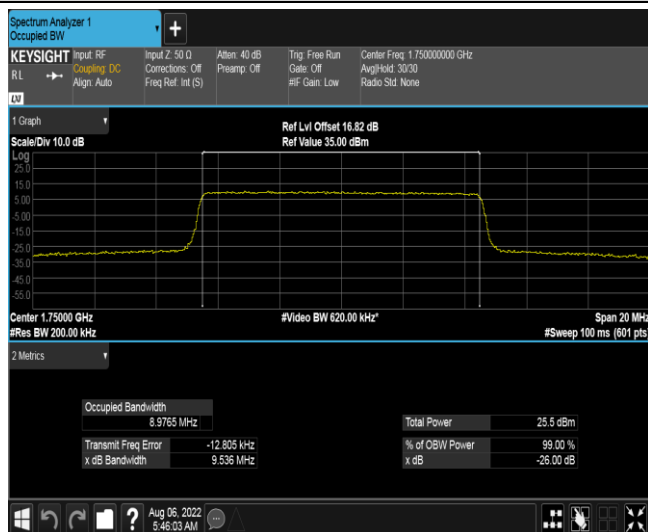 Spectrum Analyzer 1
Occupied BW
+
KEYSIGHT Input: RF Input Z: 50 Ω Atten: 40 dB Trig: Free Run Center Freq: 1.750000000 GHz
RL Coupling: DC Corrections: Off Preamp: Off Gate: Off Avg|Hold: 30/30
Align: Auto Freq Ref: Int (S) #IF Gain: Low Radio Std: None
LXI
1 Graph
Ref Lvl Offset 16.82 dB
Scale/Div 10.0 dB Ref Value 35.00 dBm
Log
25.0
15.0
5.00
-5.00
-15.0
-25.0
-35.0
-45.0
-55.0
Center 1.75000 GHz #Video BW 620.00 kHz* Span 20 MHz
#Res BW 200.00 kHz #Sweep 100 ms (601 pts)
2 Metrics
Occupied Bandwidth
8.9765 MHz Total Power 25.5 dBm
Transmit Freq Error -12.805 kHz % of OBW Power 99.00 %
x dB Bandwidth 9.536 MHz x dB -26.00 dB
? Aug 06, 2022
5:46:03 AM